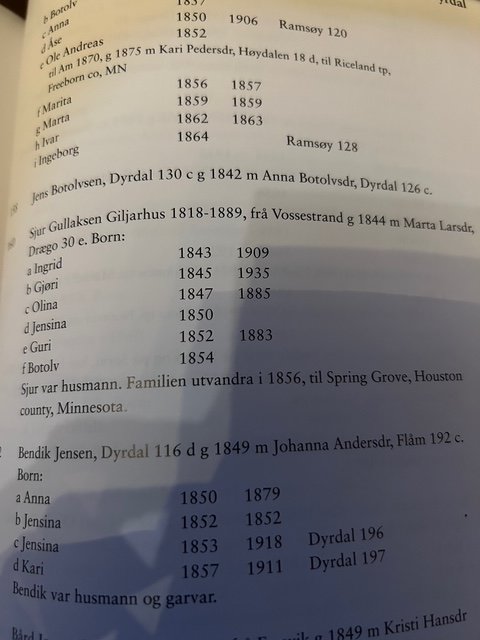 b Botolv
c Anna
d Åse 1850 1906 Ramsøy 120
e Ole Andreas 1852
til Am 1870, g 1875 m Kari Pedersdr, Høydalen 18 d, til Riceland tp,
Freeborn co, MN
f Marita 1856 1857
g Marta 1859 1859
h Ivar 1862 1863
i Ingeborg 1864 Ramsøy 128
Jens Botolvsen, Dyrdal 130 c g 1842 m Anna Botolvsdr, Dyrdal 126 c.
Sjur Gullaksen Giljarhus 1818-1889, frå Vossestrand g 1844 m Marta Larsdr,
Drægo 30 e. Born:
a Ingrid 1843 1909
b Gjøri 1845 1935
c Olina 1847 1885
d Jensina 1850
e Guri 1852 1883
f Botolv 1854
Sjur var husmann. Familien utvandra i 1856, til Spring Grove, Houston
county, Minnesota.
Bendik Jensen, Dyrdal 116 d g 1849 m Johanna Andersdr, Flåm 192 c.
Born:
a Anna 1850 1879
b Jensina 1852 1852
c Jensina 1853 1918 Dyrdal 196
d Kari 1857 1911 Dyrdal 197
Bendik var husmann og garvar.
g 1849 m Kristi Hansdr